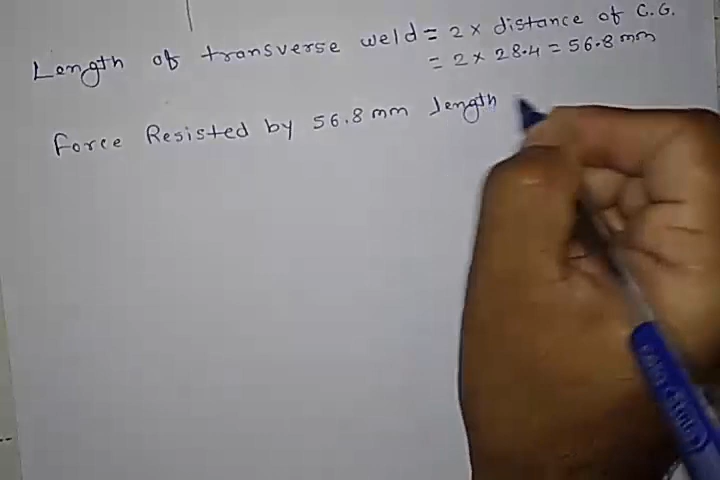 Length of transverse weld = 2 x distance of C.G.
= 2 x 28.4 = 56.8 mm
Force Resisted by 56.8 mm length